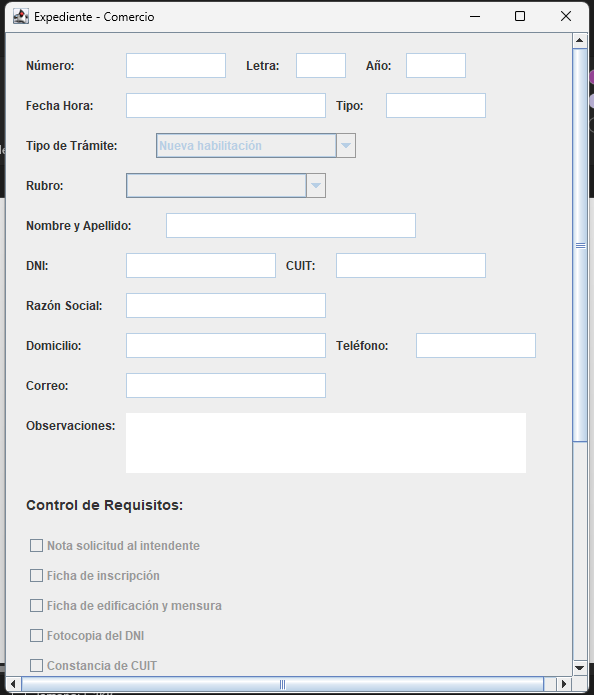 Expediente - Comercio
Número: Letra: Año:
Fecha Hora: Tipo:
Tipo de Trámite: Nueva habilitación
Rubro:
Nombre y Apellido:
DNI: CUIT:
Razón Social:
Domicilio: Teléfono:
Correo:
Observaciones:
Control de Requisitos:
Nota solicitud al intendente
Ficha de inscripción
Ficha de edificación y mensura
Fotocopia del DNI
Constancia de CUIT